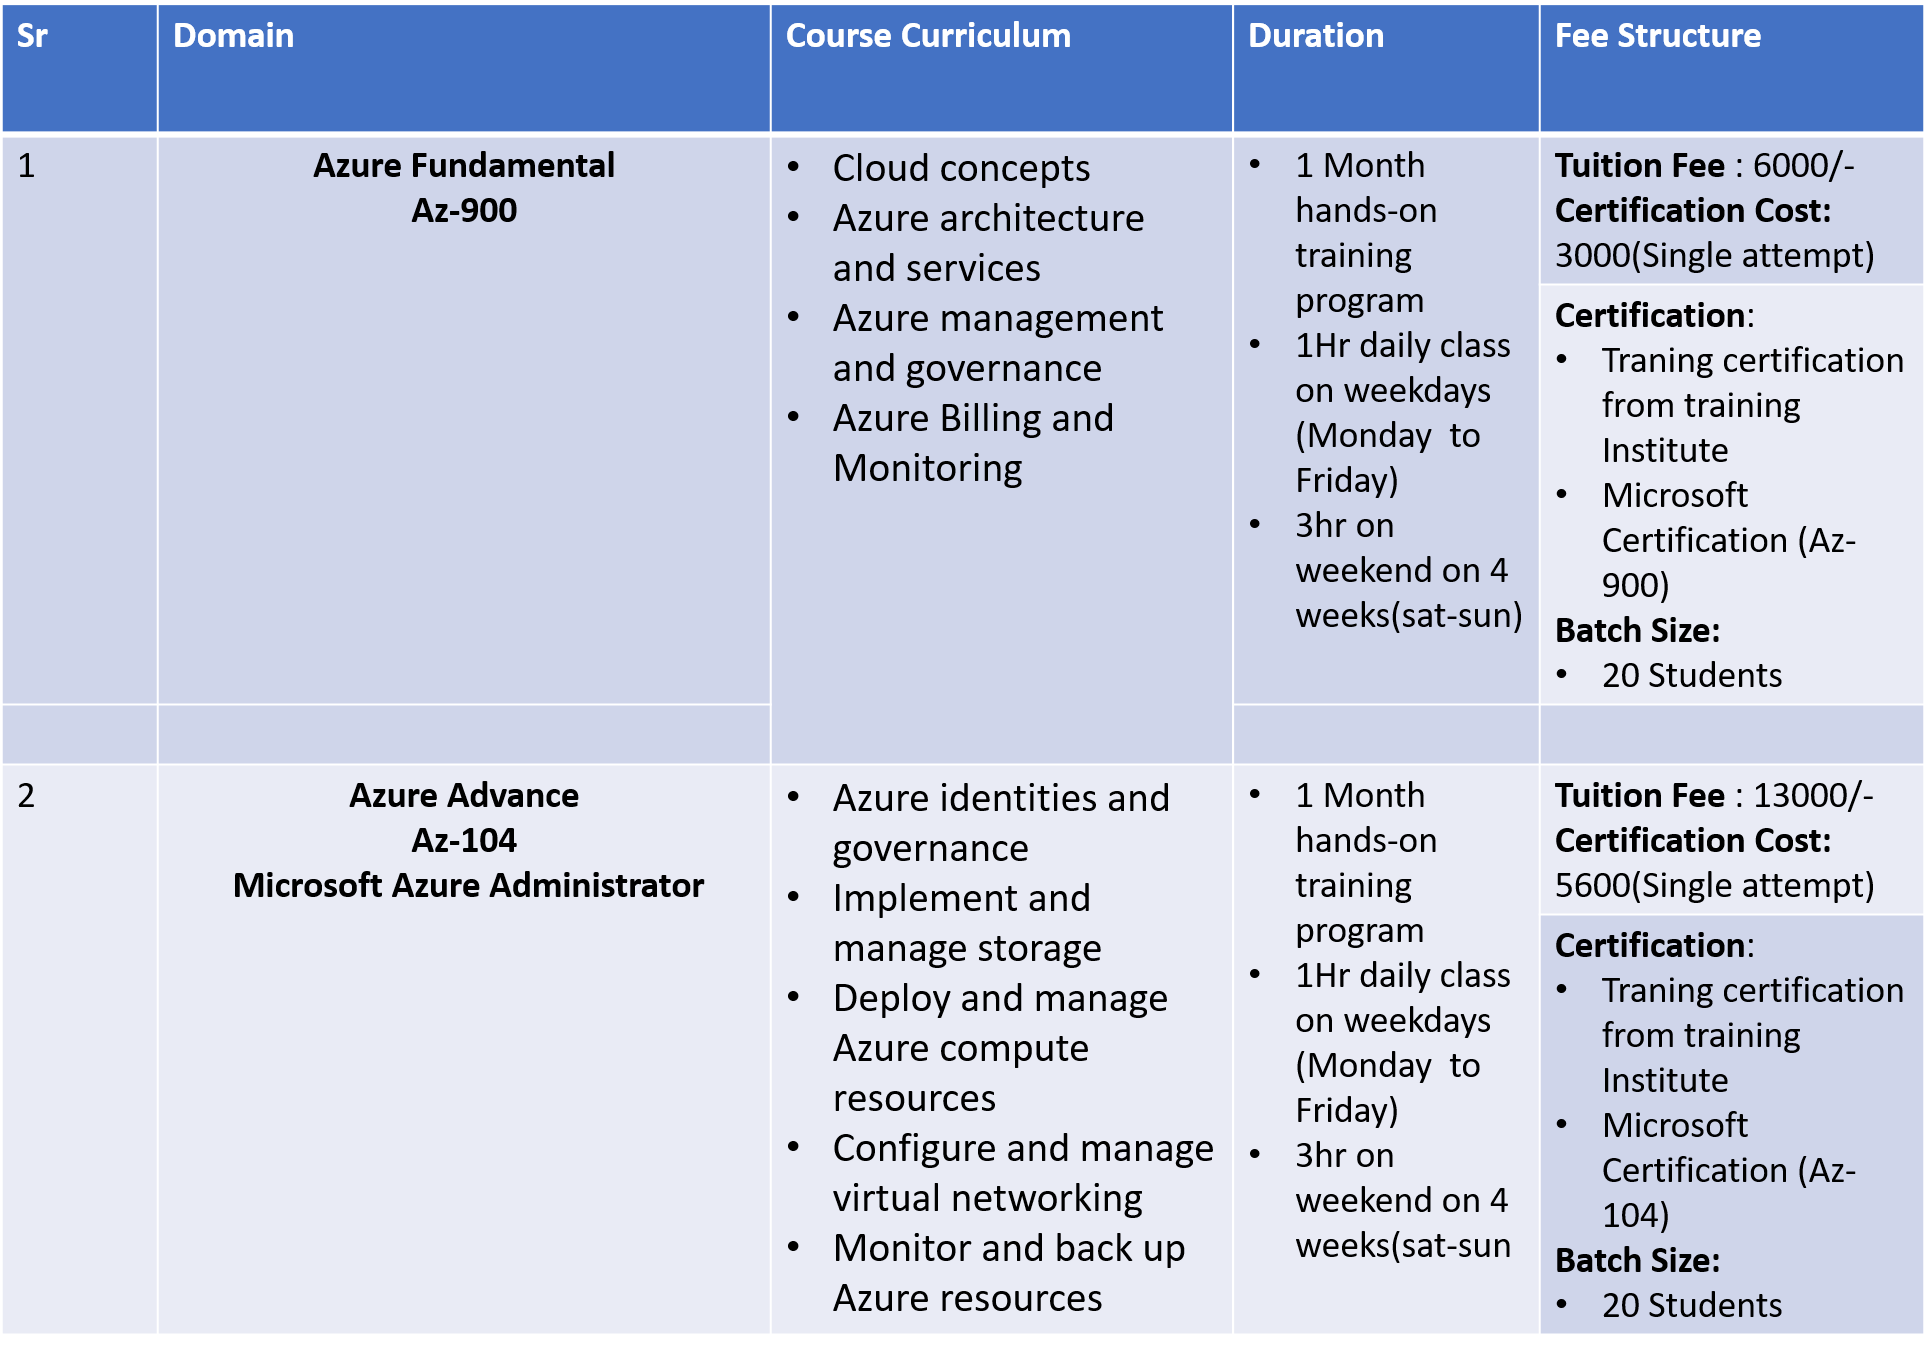 Sr
Domain
Course Curriculum
Duration
Fee Structure
1
Azure Fundamental
Az-900
• Cloud concepts
• Azure architecture
and services
• Azure management
and governance
• Azure Billing and
Monitoring
• 1 Month
hands-on
training
program
• 1Hr daily class
on weekdays
(Monday  to
Friday)
• 3hr on
weekend on 4
weeks(sat-sun)
Tuition Fee : 6000/-
Certification Cost:
3000(Single attempt)
Certification:
• Traning certification
from training
Institute
• Microsoft
Certification (Az-
900)
Batch Size:
• 20 Students
2
Azure Advance
Az-104
Microsoft Azure Administrator
• Azure identities and
governance
• Implement and
manage storage
• Deploy and manage
Azure compute
resources
• Configure and manage
virtual networking
• Monitor and back up
Azure resources
• 1 Month
hands-on
training
program
• 1Hr daily class
on weekdays
(Monday  to
Friday)
• 3hr on
weekend on 4
weeks(sat-sun
Tuition Fee : 13000/-
Certification Cost:
5600(Single attempt)
Certification:
• Traning certification
from training
Institute
• Microsoft
Certification (Az-
104)
Batch Size:
• 20 Students